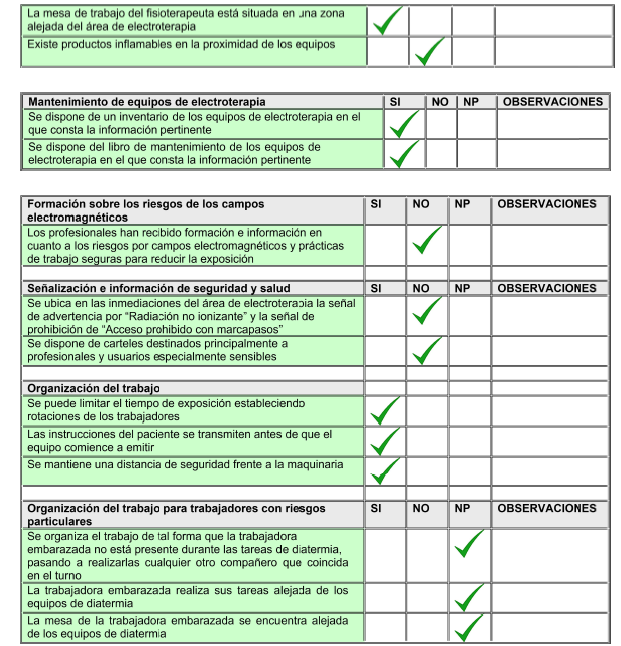 La mesa de trabajo del fisioterapeuta está situada en una zona
alejada del área de electroterapia
Existe productos inflamables en la proximidad de los equipos
Mantenimiento de equipos de electroterapia SI NO NP OBSERVACIONES
Se dispone de un inventario de los equipos de electroterapia en el
que consta la información pertinente
Se dispone del libro de mantenimiento de los equipos de
electroterapia en el que consta la información pertinente
Formación sobre los riesgos de los campos SI NO NP OBSERVACIONES
electromagnéticos
Los profesionales han recibido formación e información en
cuanto a los riesgos por campos electromagnéticos y prácticas
de trabajo seguras para reducir la exposición
Señalización e información de seguridad y salud SI NO NP OBSERVACIONES
Se ubica en las inmediaciones del área de electroterapia la señal
de advertencia por “Radiación no ionizante” y la señal de
prohibición de “Acceso prohibido con marcapasos”
Se dispone de carteles destinados principalmente a
profesionales y usuarios especialmente sensibles
Organización del trabajo
Se puede limitar el tiempo de exposición estableciendo
rotaciones de los trabajadores
Las instrucciones del paciente se transmiten antes de que el
equipo comience a emitir
Se mantiene una distancia de seguridad frente a la maquinaria
Organización del trabajo para trabajadores con riesgos SI NO NP OBSERVACIONES
particulares
Se organiza el trabajo de tal forma que la trabajadora
embarazada no está presente durante las tareas de diatermia,
pasando a realizarlas cualquier otro compañero que coincida
en el turno
La trabajadora embarazada realiza sus tareas alejada de los
equipos de diatermia
La mesa de la trabajadora embarazada se encuentra alejada
de los equipos de diatermia